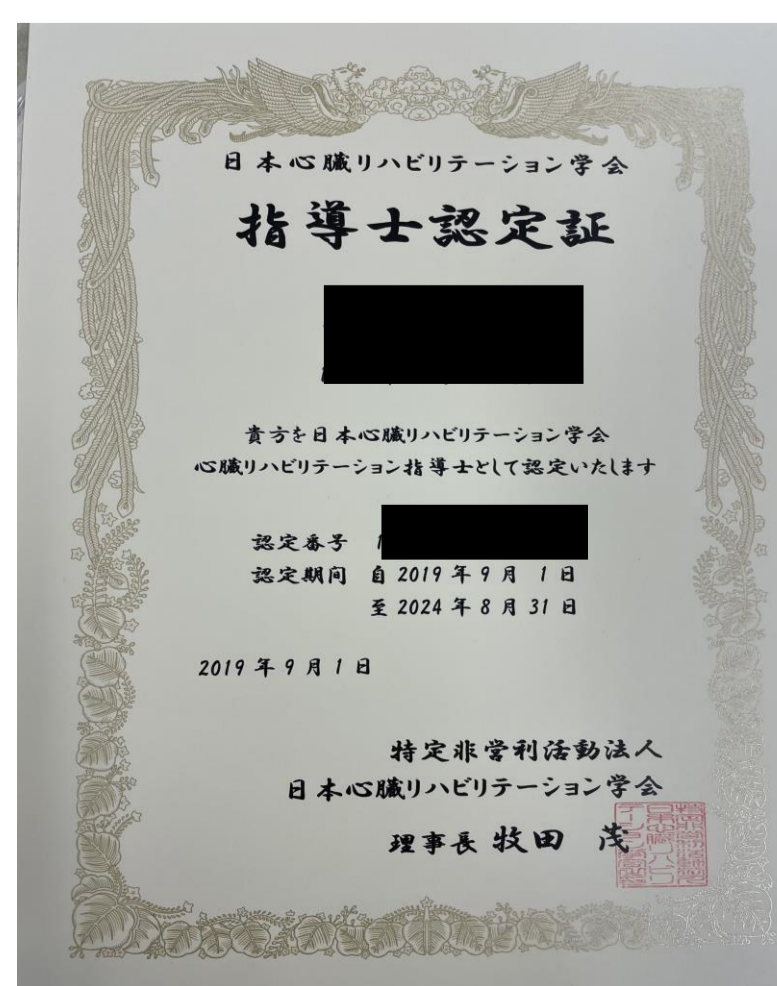 日本心臓リハビリテーション学会
指導士認定証
貴方を日本心臓リハビリテーション学会
心臓リハビリテーション指導士として認定いたします
認定番号
認定期间 自 2019 年 9 月 1 日
至 2024 年 8 月 31 日
2019 年 9 月 1 日
特定非営利活動法人
日本心臓リハビリテーション学会
理事長 牧田 茂